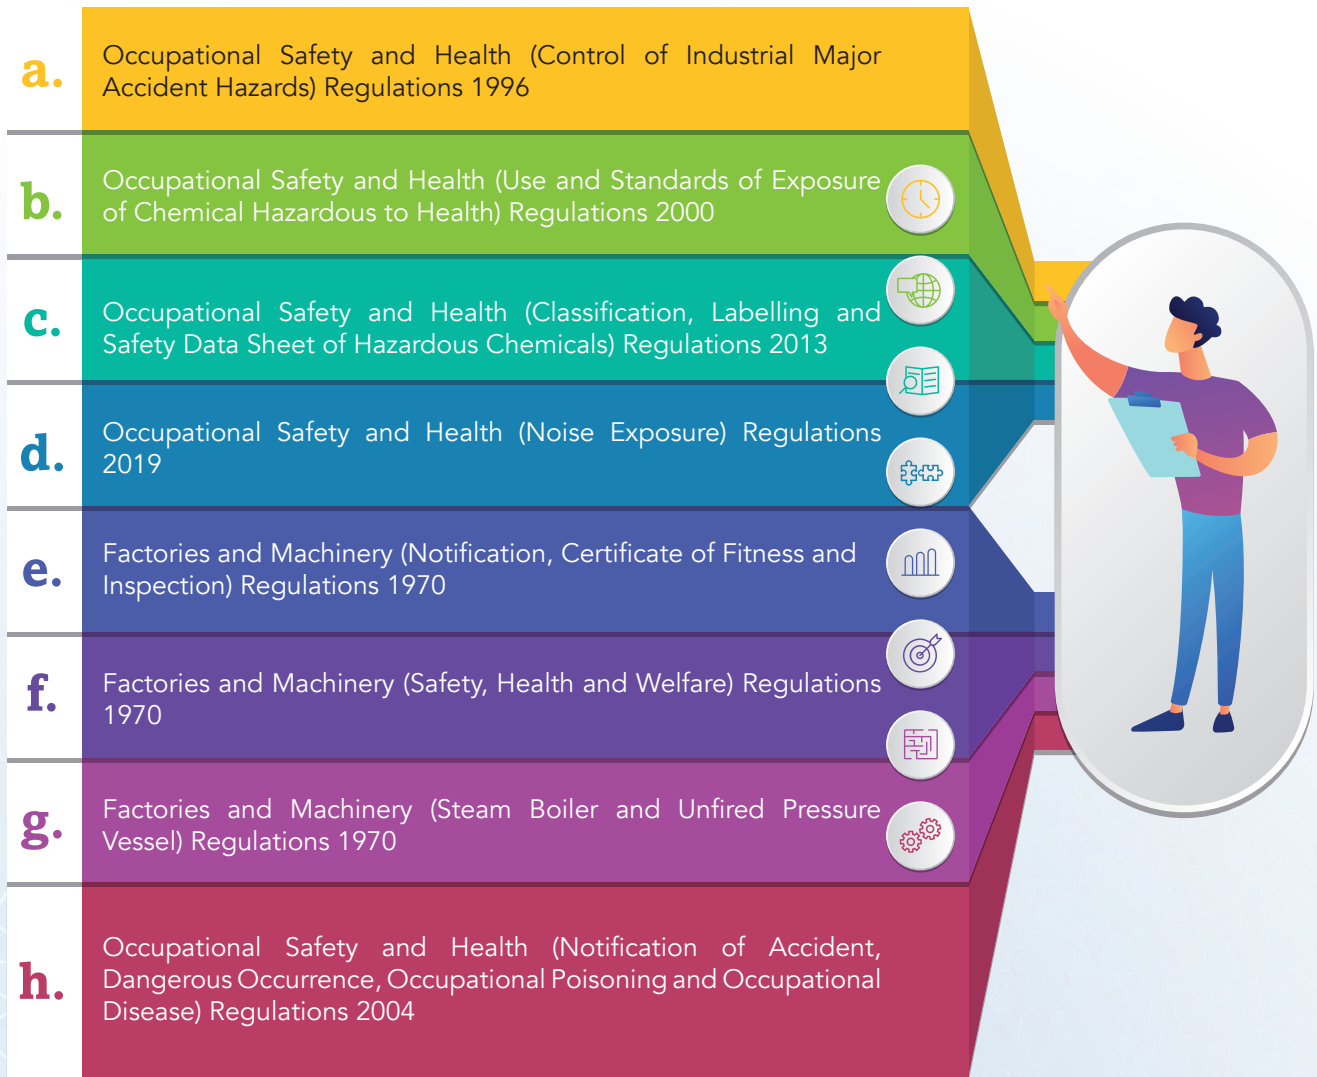 a.
Occupational Safety and Health (Control of Industrial Major
Accident Hazards) Regulations 1996
b.
Occupational Safety and Health (Use and Standards of Exposure
of Chemical Hazardous to Health) Regulations 2000
c.
Occupational Safety and Health (Classification, Labelling and
Safety Data Sheet of Hazardous Chemicals) Regulations 2013
d.
Occupational Safety and Health (Noise Exposure) Regulations
2019
e.
Factories and Machinery (Notification, Certificate of Fitness and
Inspection) Regulations 1970
f.
Factories and Machinery (Safety, Health and Welfare) Regulations
1970
g.
Factories and Machinery (Steam Boiler and Unfired Pressure
Vessel) Regulations 1970
h.
Occupational Safety and Health (Notification of Accident,
Dangerous Occurrence, Occupational Poisoning and Occupational
Disease) Regulations 2004